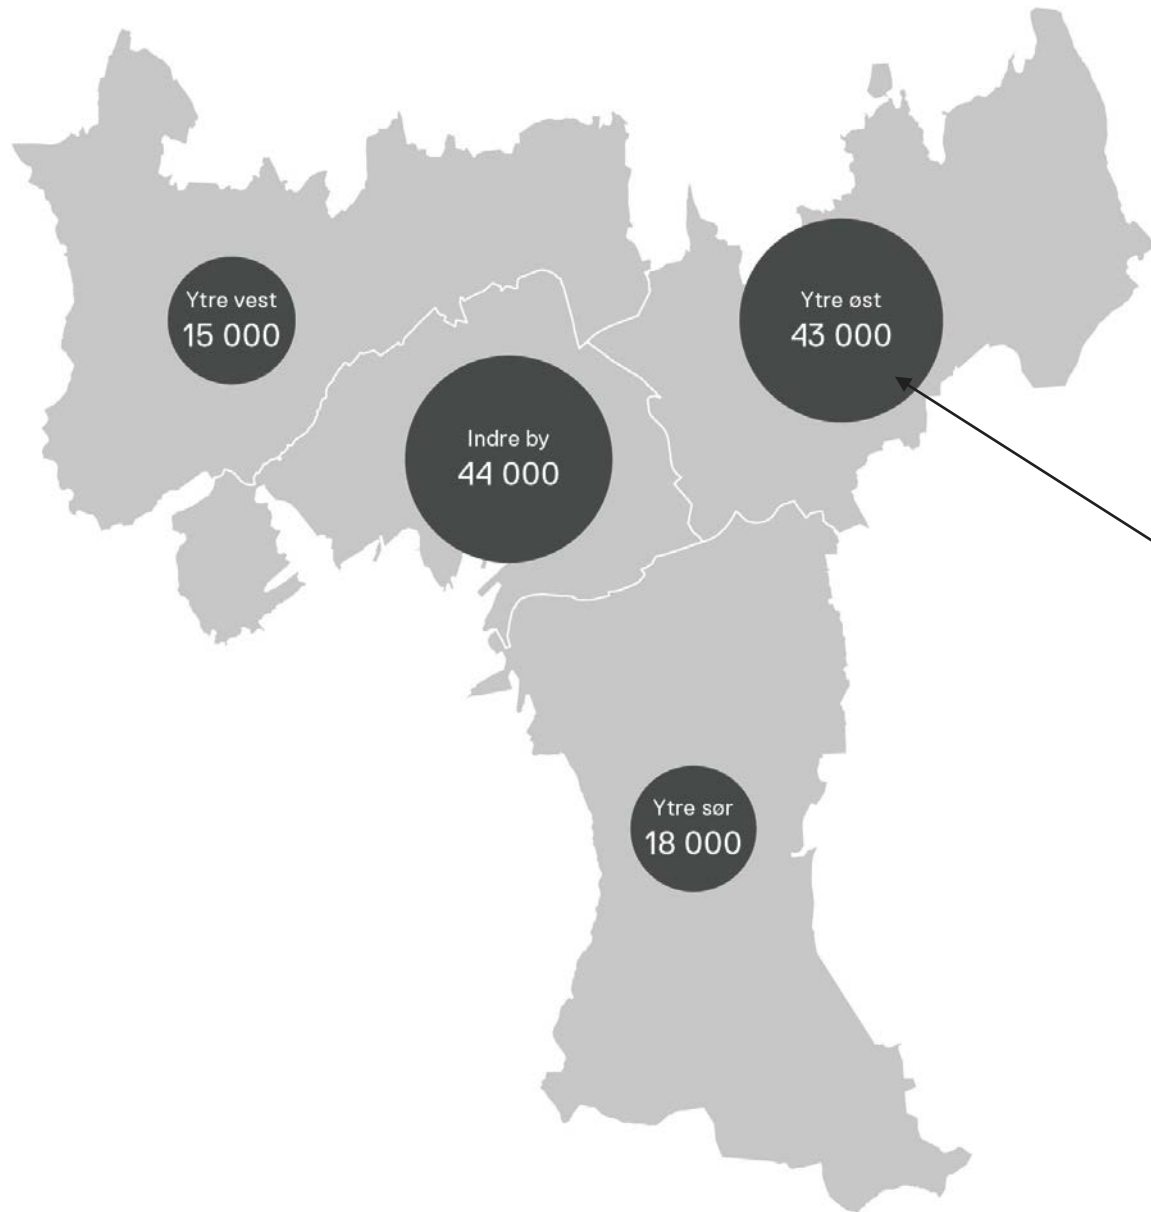 Ytre vest
15 000
Ytre øst
43 000
Indre by
44 000
Ytre sør
18 000